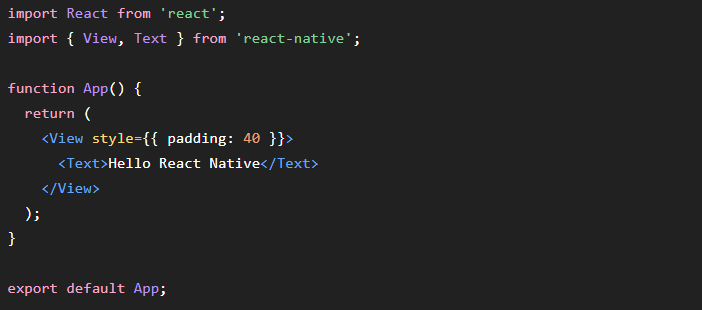 import React from 'react';
import { View, Text } from 'react-native';

function App() {
  return (
    <View style={{ padding: 40 }}>
      <Text>Hello React Native</Text>
    </View>
  );
}

export default App;